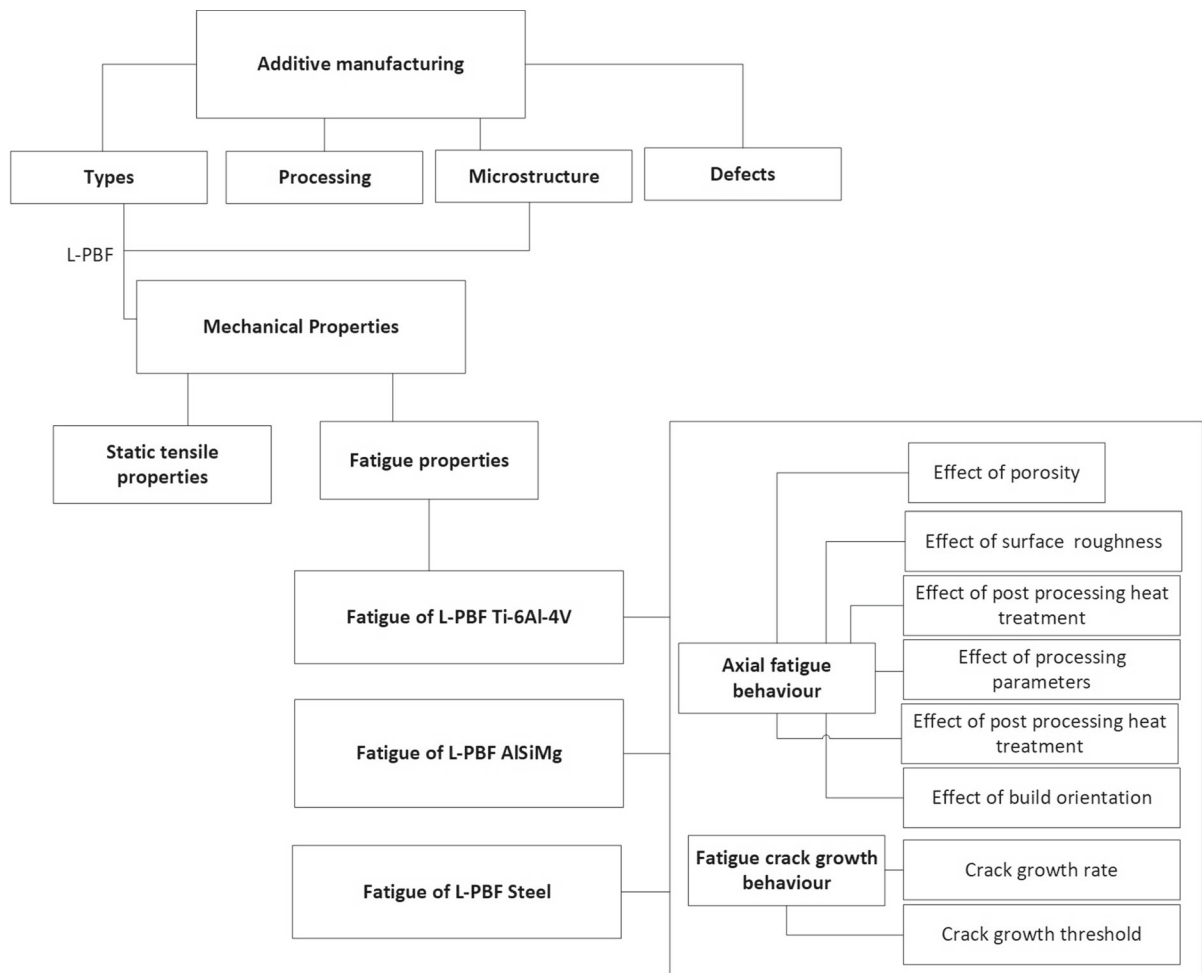 Additive manufacturing
Types
Processing
Microstructure
Defects
L-PBF
Mechanical Properties
Static tensile
properties
Fatigue properties
Fatigue of L-PBF Ti-6Al-4V
Fatigue of L-PBF AlSiMg
Fatigue of L-PBF Steel
Axial fatigue
behaviour
Effect of porosity
Effect of surface roughness
Effect of post processing heat
treatment
Effect of processing
parameters
Effect of post processing heat
treatment
Effect of build orientation
Fatigue crack growth
behaviour
Crack growth rate
Crack growth threshold